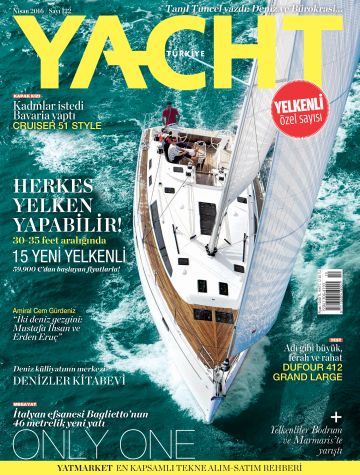 Nisan 2016 Sayı 122
Tanıl Tuncel yazdı: Deniz ve Bürokrasi...
YACHT
TÜRKİYE
KAPAK KIZI
Kadınlar istedi
Bavaria yaptı
CRUISER 51 STYLE
YELKENLİ
özel sayısı
HERKES
YELKEN
YAPABİLİR!
30-35 feet aralığında
15 YENİ YELKENLİ
59.900 €'dan başlayan fiyatlarla!
Amiral Cem Gürdeniz
"İki deniz gezgini:
Mustafa İhsan ve
Erden Eruç"
Deniz külliyatının merkezi
DENİZLER KİTABEVİ
TEST
Adı gibi büyük,
ferah ve rahat
DUFOUR 412
GRAND LARGE
MEGAYAT
İtalyan efsanesi Baglietto'nun
46 metrelik yeni yatı
ONLY ONE
+
Yelkenliler Bodrum
ve Marmaris'te
yarıştı
YATMARKET EN KAPSAMLI TEKNE ALIM-SATIM REHBERİ